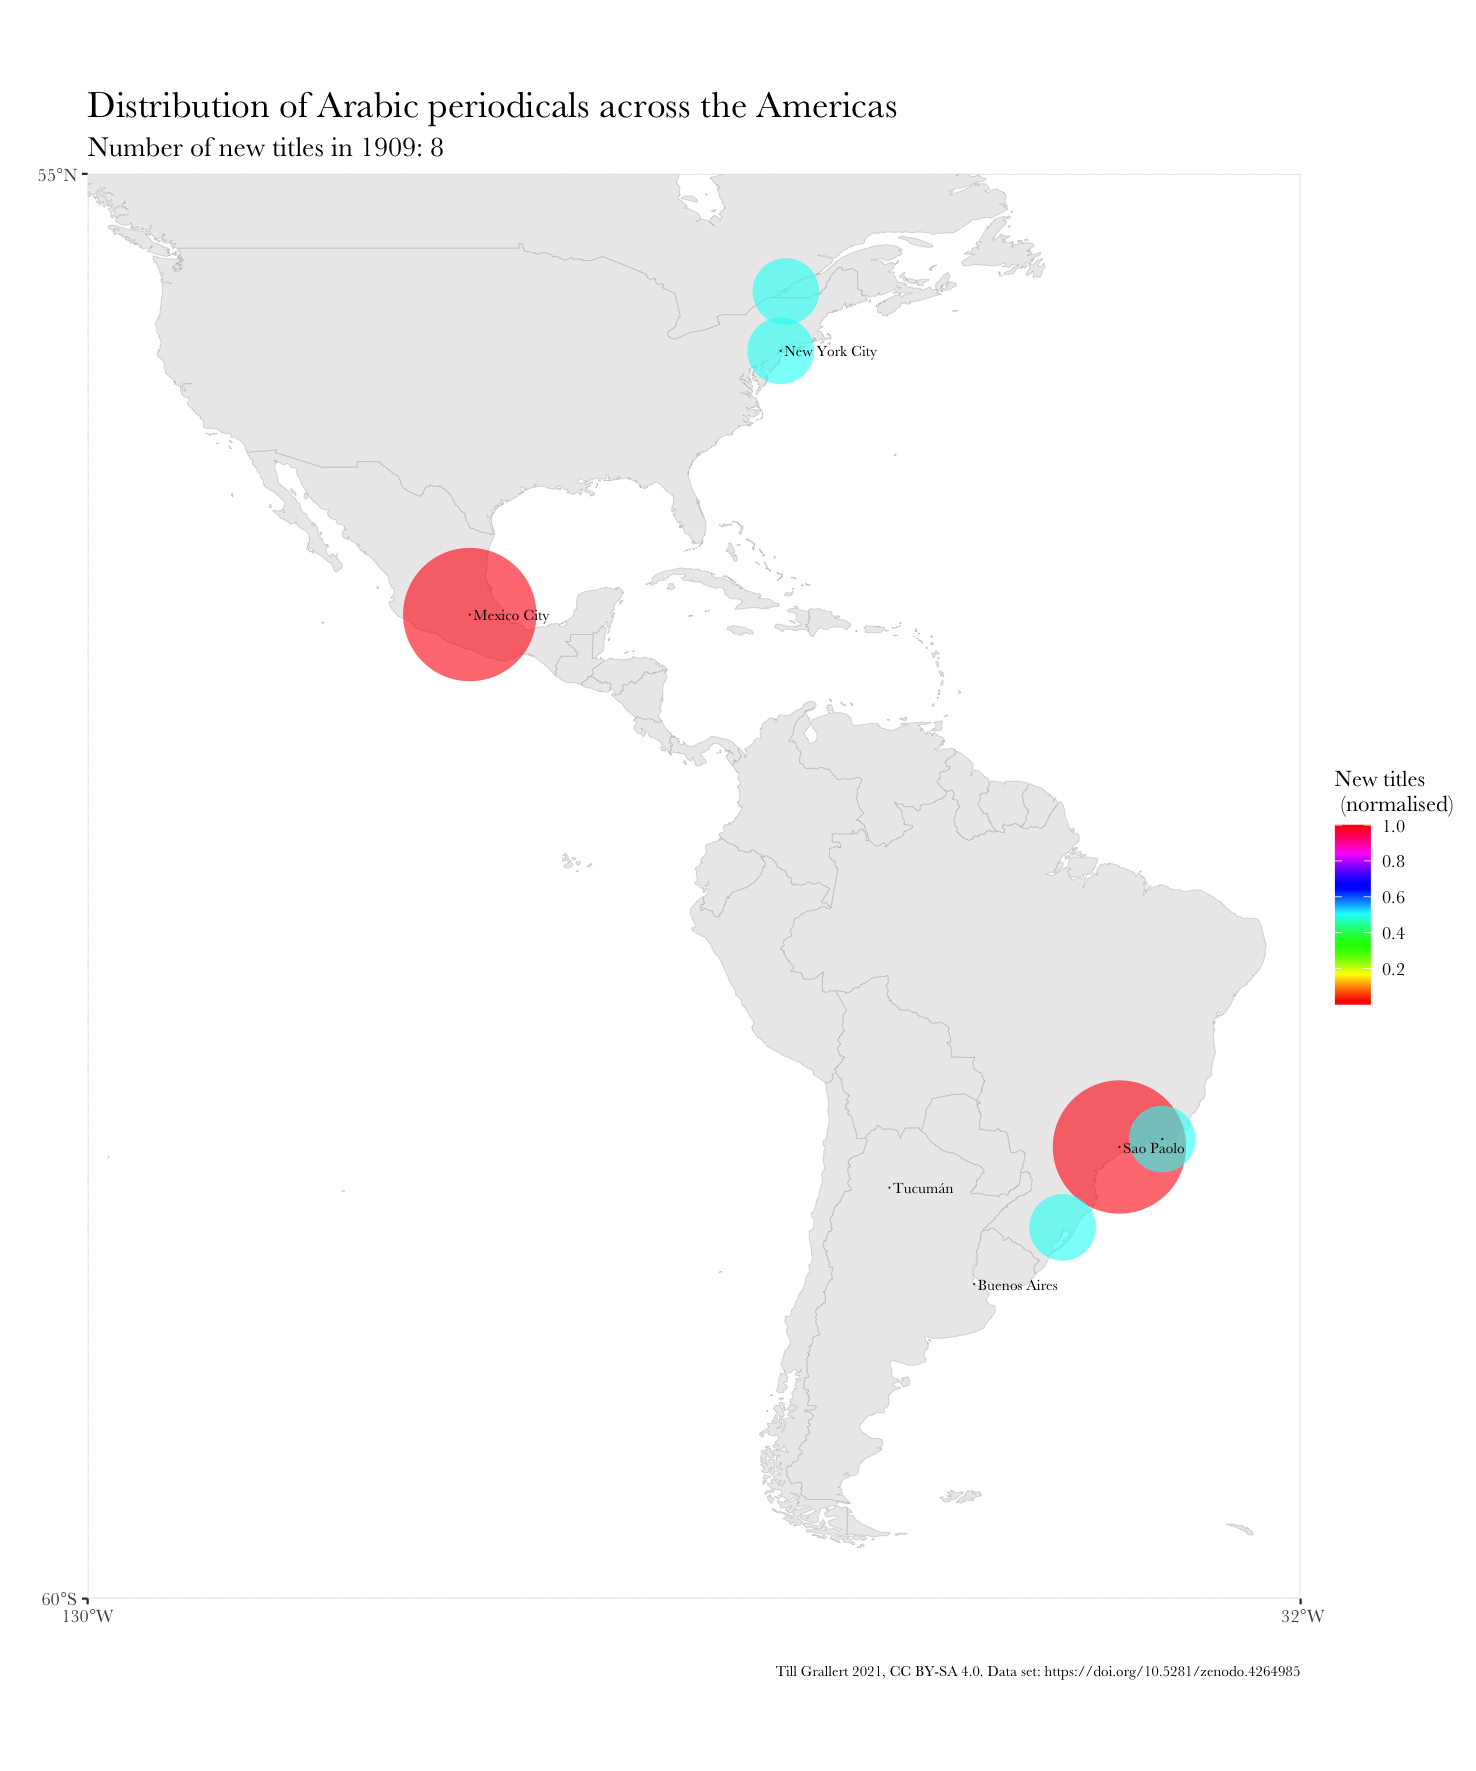 Distribution of Arabic periodicals across the Americas
Number of new titles in 1909: 8
55°N
New York City
Mexico City
New titles
(normalised)
1.0
0.8
0.6
0.4
0.2
Sao Paolo
Tucumán
Buenos Aires
60°S
130°W
32°W
Till Grallert 2021, CC BY-SA 4.0. Data set: https://doi.org/10.5281/zenodo.4264985